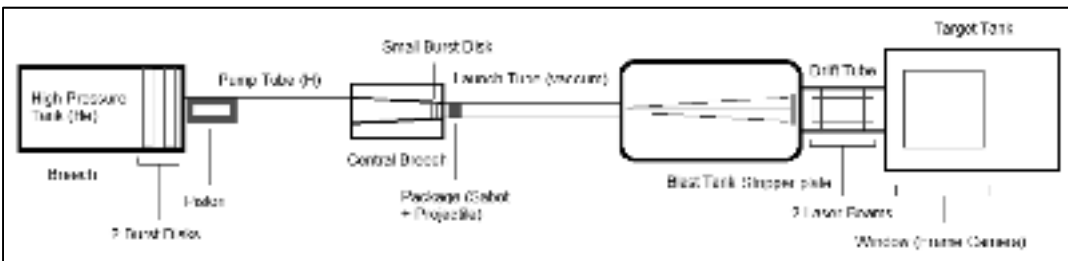 Target Tank
Small Burst Disk
Pump Tube (H)
Launch Tube (vaccum)
Drift Tube
High Pressure
Tank (He)
Central Breech
Breech
Blast Tank Stripper plate
Piston
Package (Sabot
+ Projectile)
2 Laser Beams
2 Burst Disks
Window (Frame Camera)